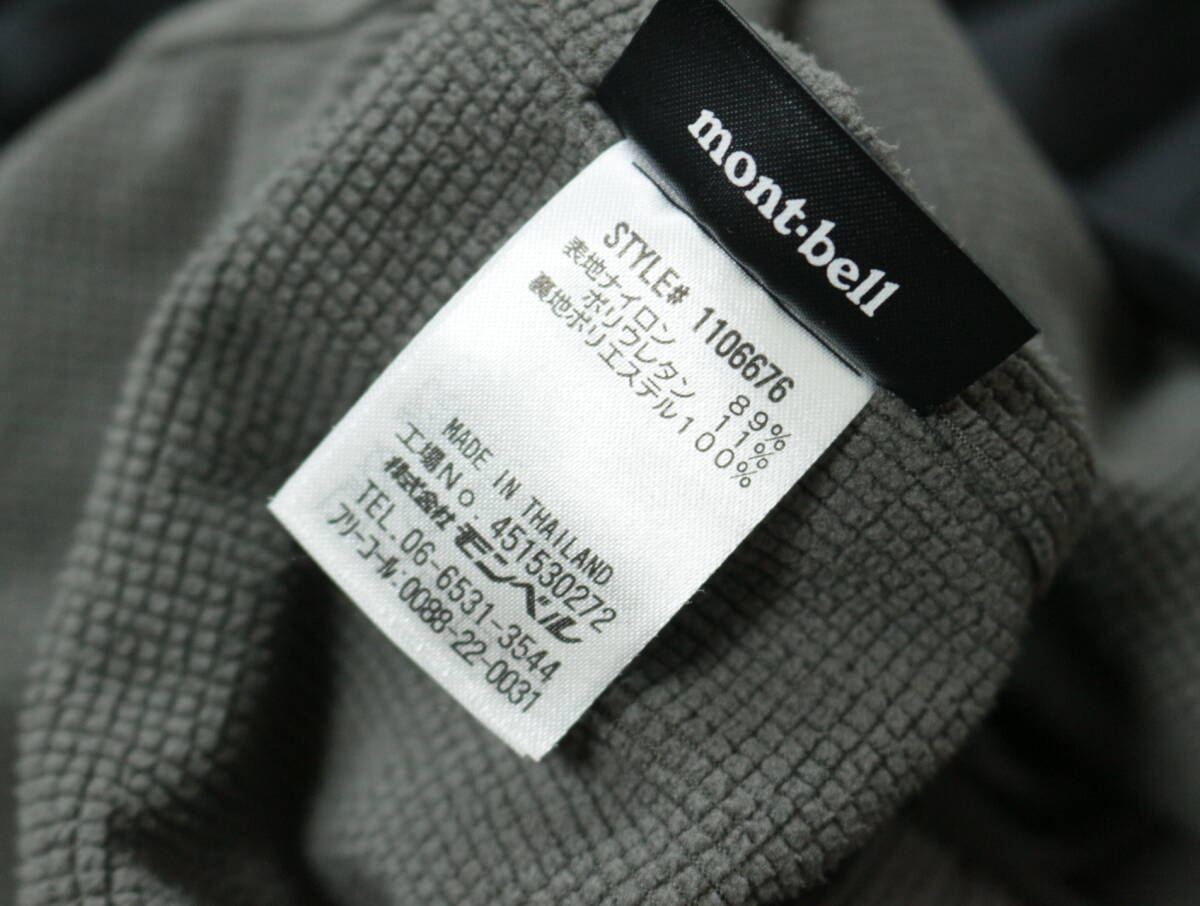 mont·bell
STYLE# 1106676
表地ナイロン 89%
ポリウレタン 11%
裏地ポリエステル100%
MADE IN THAILAND
工場No. 451530272
株式会社 モンベル
TEL.06-6531-3544
フリーコール:0088-22-0031